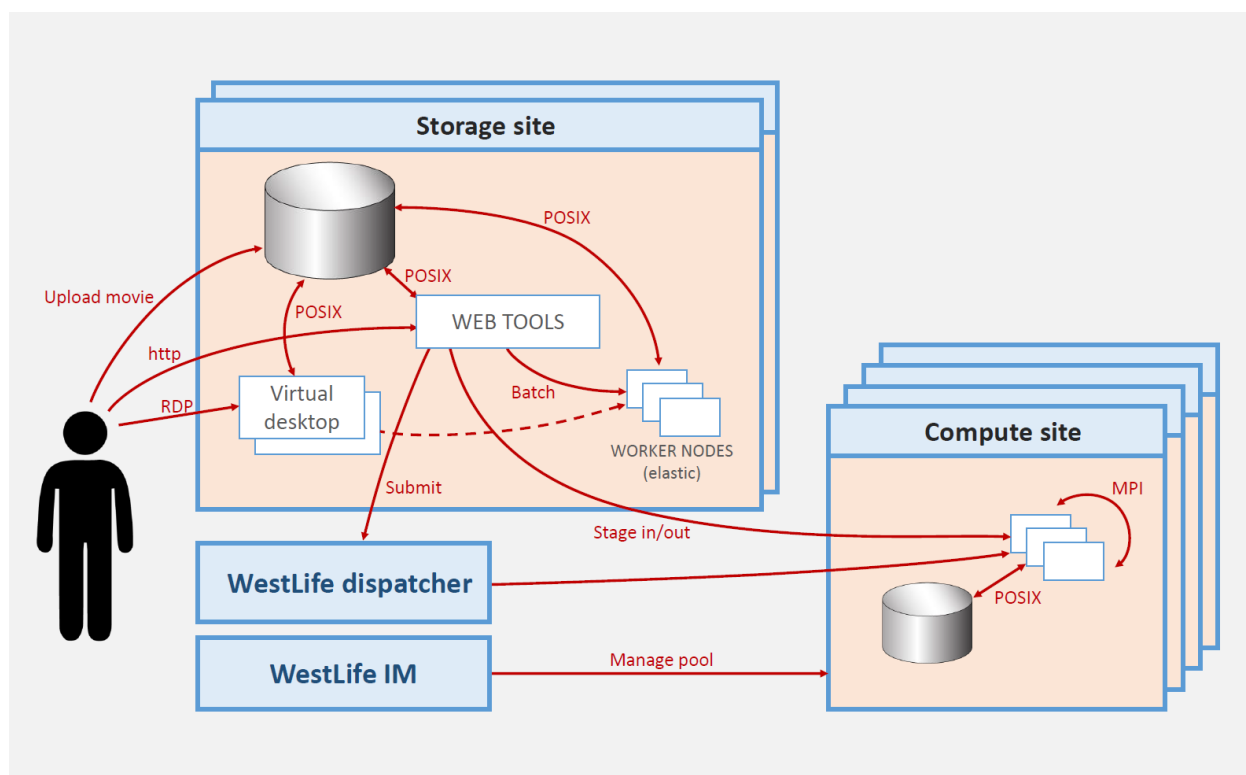 Storage site
POSIX
POSIX
Upload movie
POSIX
WEB TOOLS
http
Virtual
desktop
Batch
RDP
WORKER NODES
(elastic)
Compute site
Submit
MPI
Stage in/out
WestLife dispatcher
POSIX
Manage pool
WestLife IM